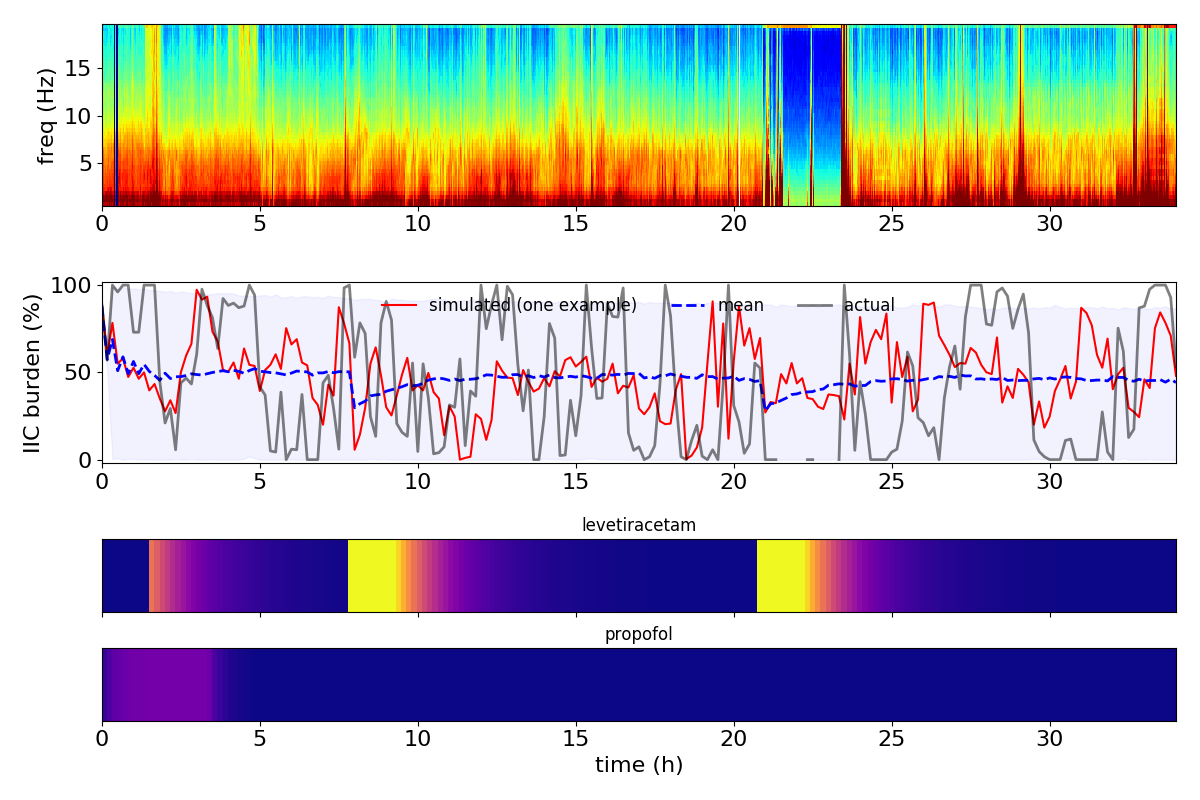 freq (Hz)
15
10
5
0 5 10 15 20 25 30
IIC burden (%)
100
50
0
simulated (one example) mean actual
0 5 10 15 20 25 30
levetiracetam
propofol
0 5 10 15 20 25 30
time (h)